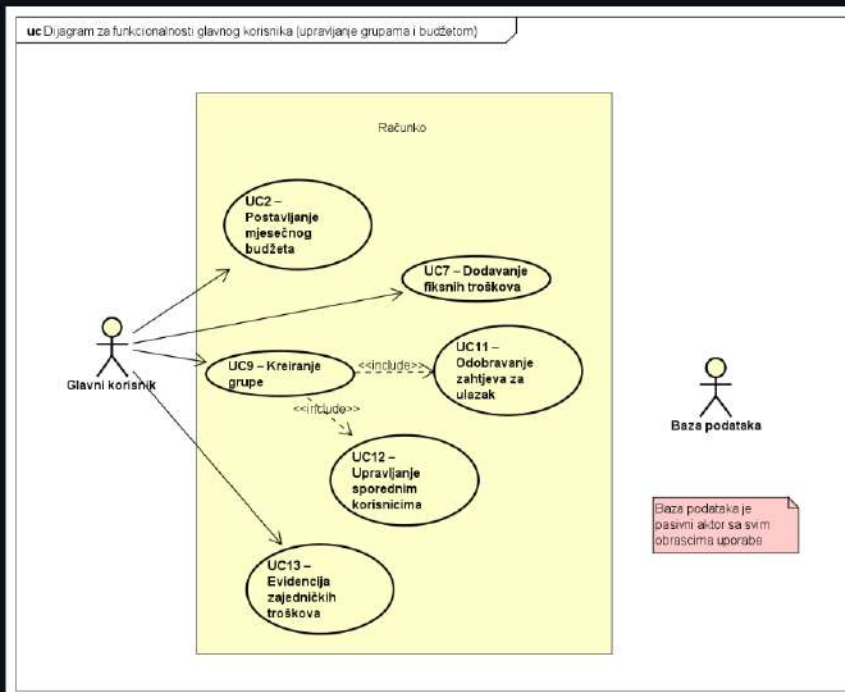 uc Dijagram za funkcionalnosti glavnog korisnika (upravljanje grupama i budžetom)
Računko
UC2 –
Postavljanje
mjesečnog
budžeta
UC7 – Dodavanje
fiksnih troškova
UC9 – Kreiranje
grupe
<<include>>
UC11 –
Odobravanje
zahtjeva za
ulazak
Glavni korisnik
<<include>>
UC12 –
Upravljanje
sporednim
korisnicima
Baza podataka
Baza podataka je
pasivni aktor sa svim
obrascima uporabe
UC13 –
Evidencija
zajedničkih
troškova